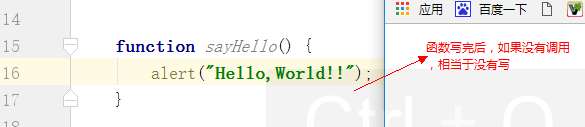 14
15 function sayHello() {
16 alert("Hello,World!!");
17 }
应用 百度一下
函数写完后，如果没有调用
，相当于没有写
Ctrl + Q